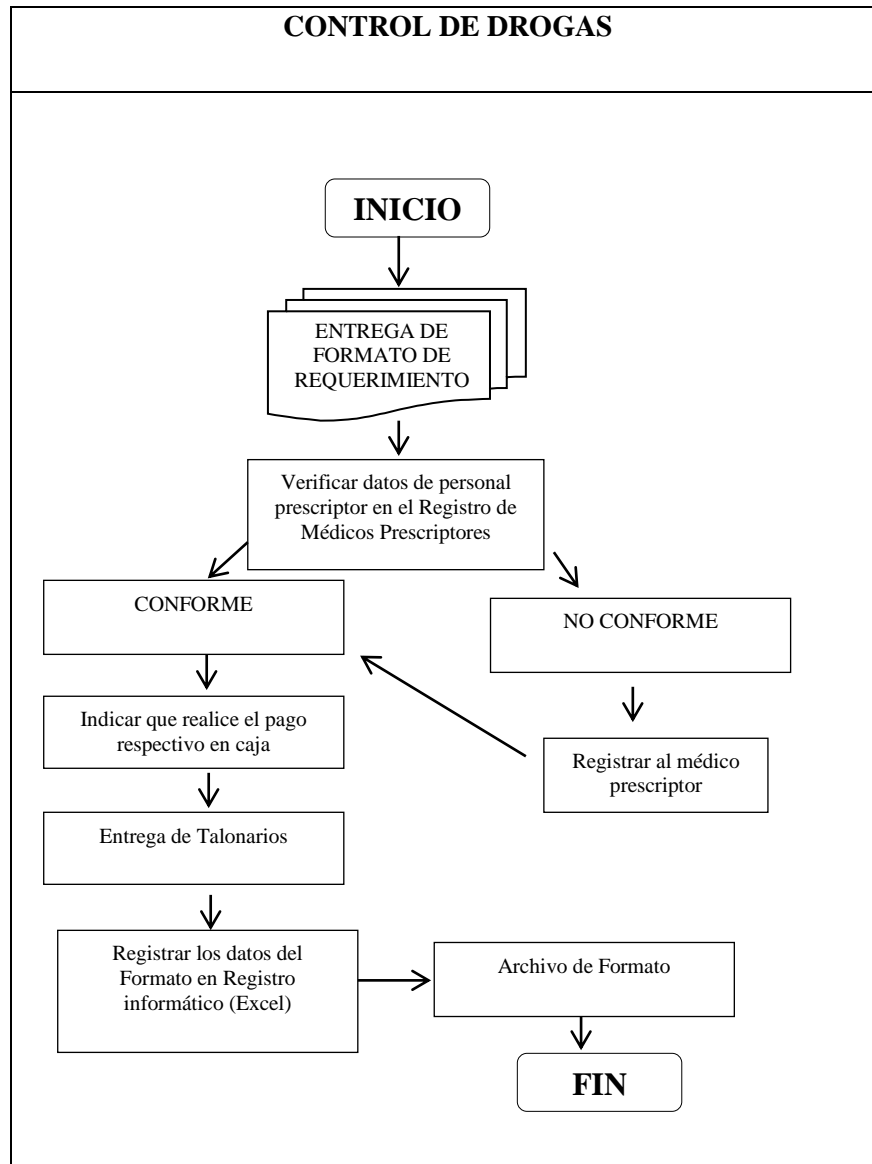 CONTROL DE DROGAS
INICIO
ENTREGA DE
FORMATO DE
REQUERIMIENTO
Verificar datos de personal
prescriptor en el Registro de
Médicos Prescriptores
CONFORME
NO CONFORME
Indicar que realice el pago
respectivo en caja
Registrar al médico
prescriptor
Entrega de Talonarios
Registrar los datos del
Formato en Registro
informático (Excel)
Archivo de Formato
FIN